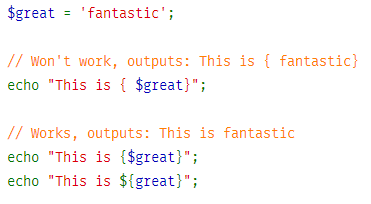 $great = 'fantastic';
// Won't work, outputs: This is { fantastic}
echo "This is { $great}";
// Works, outputs: This is fantastic
echo "This is {$great}";
echo "This is ${great}";